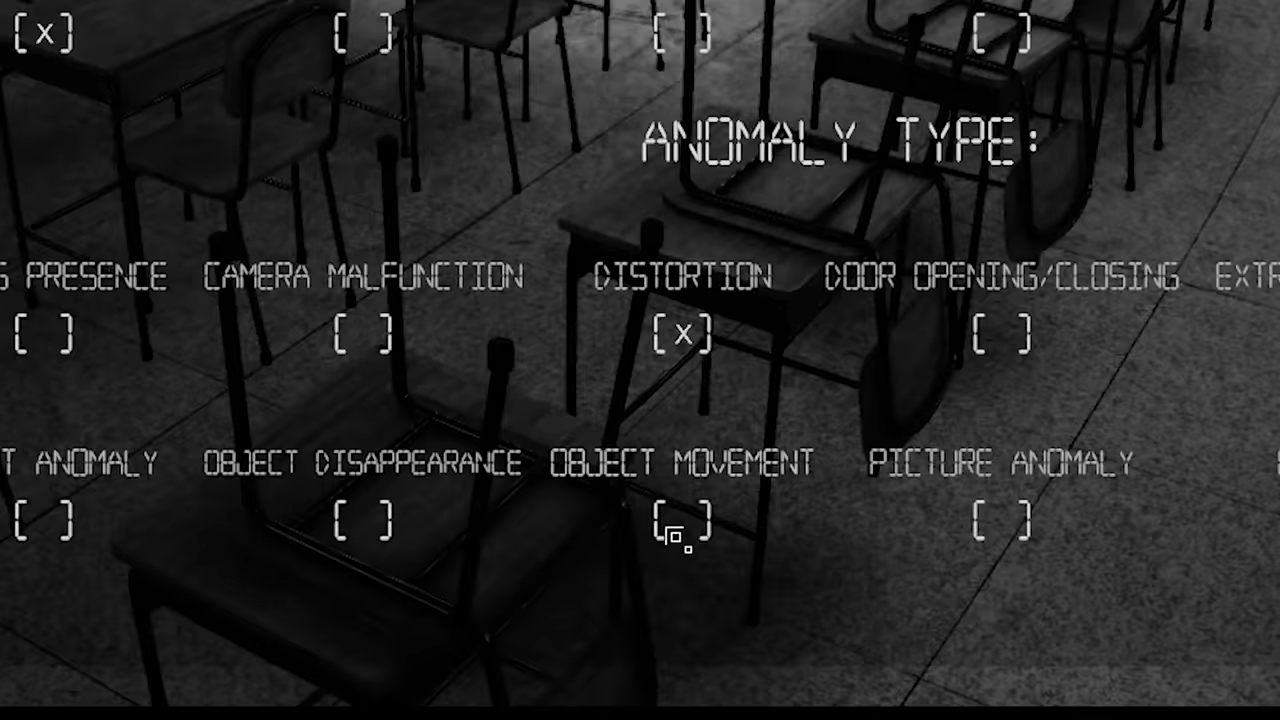 [x] [ ] [ ] [ ]
ANOMALY TYPE:
PRESENCE CAMERA MALFUNCTION DISTORTION DOOR OPENING/CLOSING
[ ] [ ] [x] [ ]
ANOMALY OBJECT DISAPPEARANCE OBJECT MOVEMENT PICTURE ANOMALY
[ ] [ ] [ ] [ ]